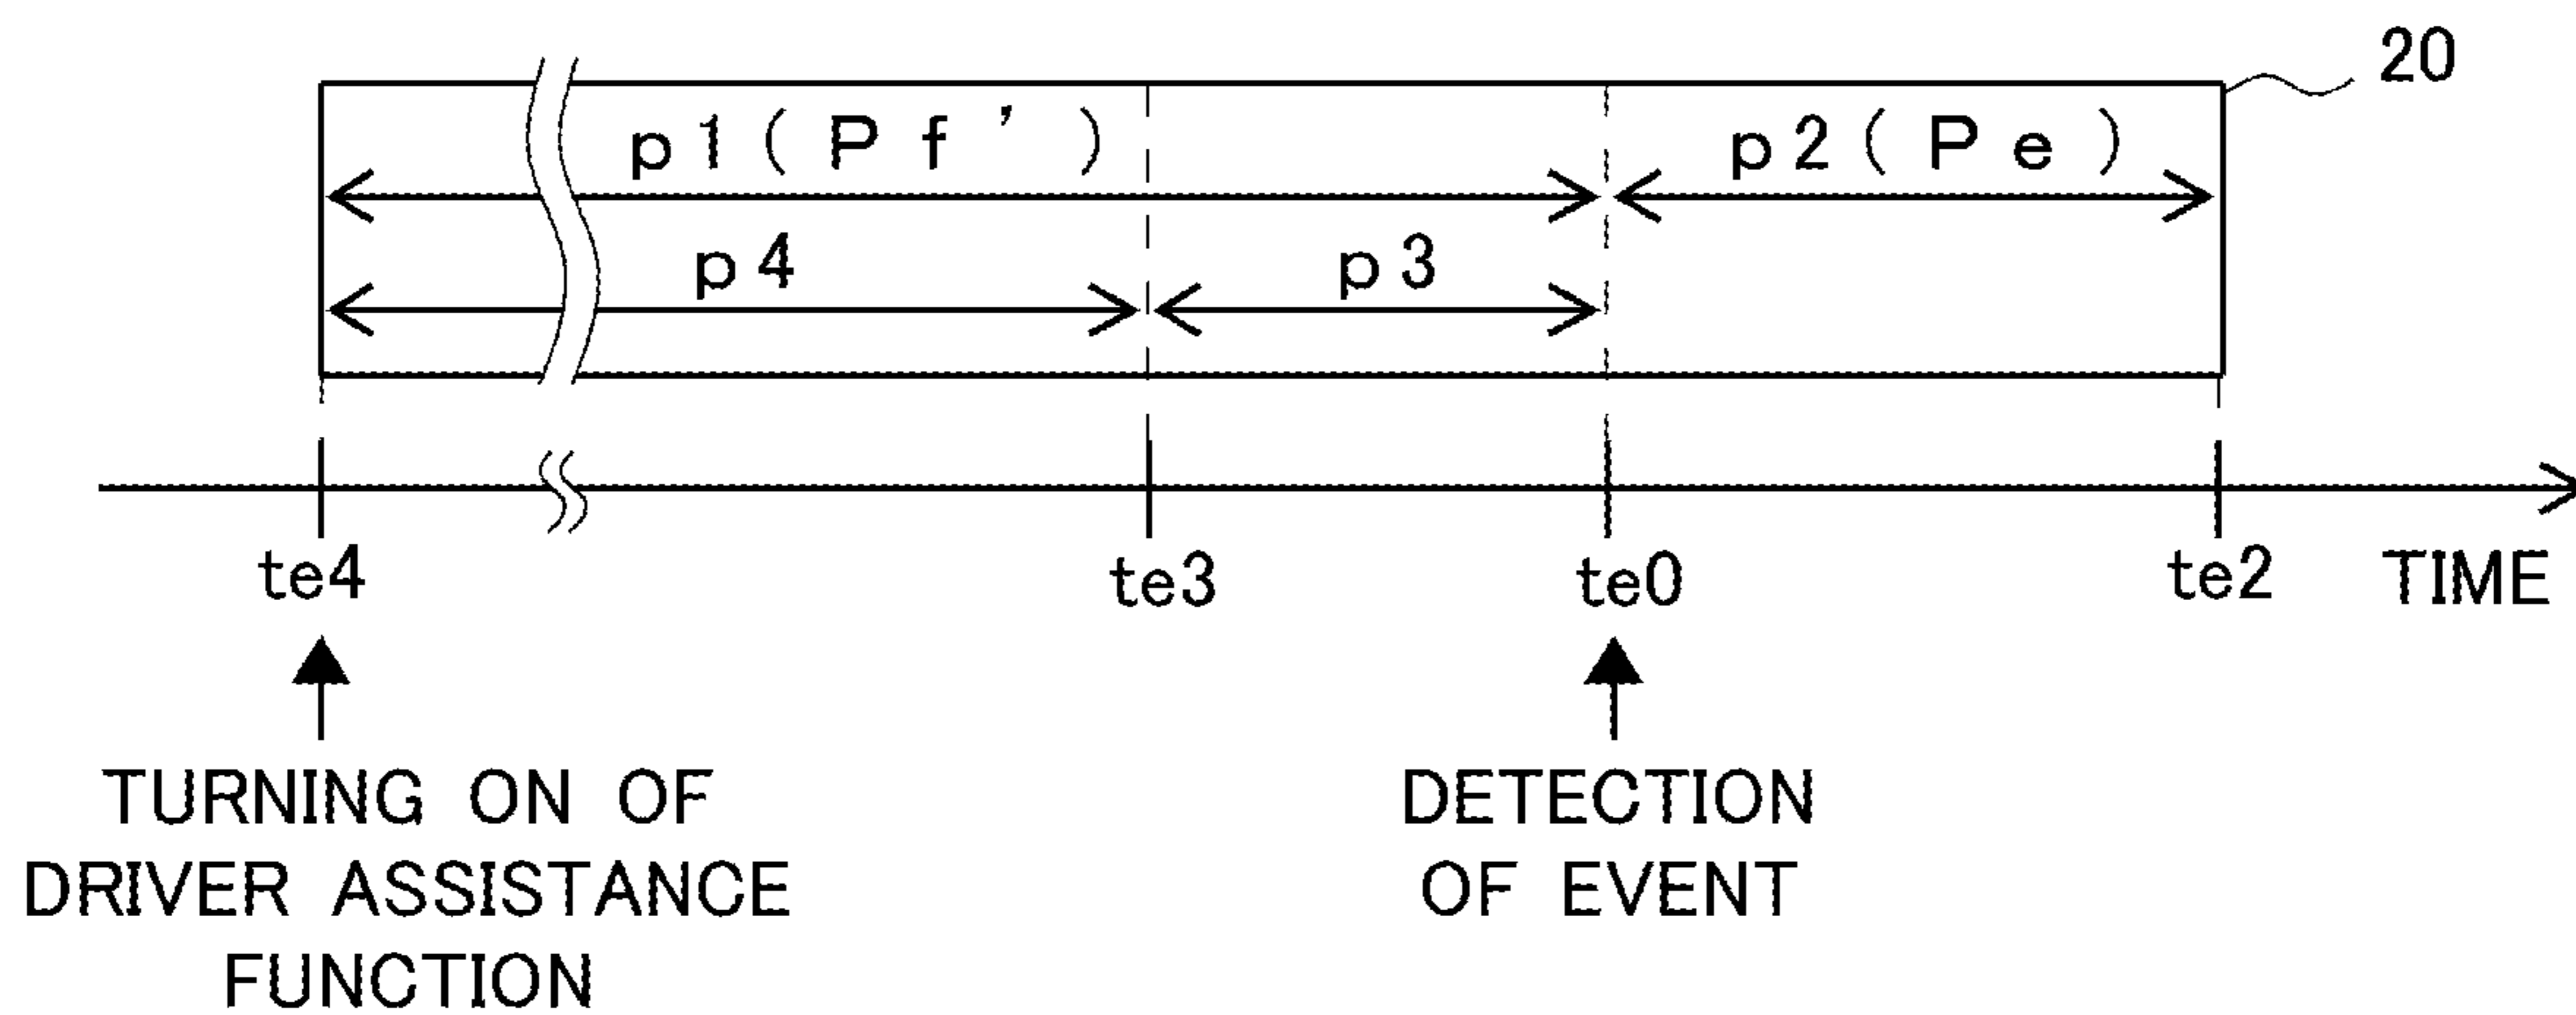 20
p1(Pf')
p2(Pe)
p4
p3
te4
te3
te0
te2
TIME
TURNING ON OF
DRIVER ASSISTANCE
FUNCTION
DETECTION
OF EVENT